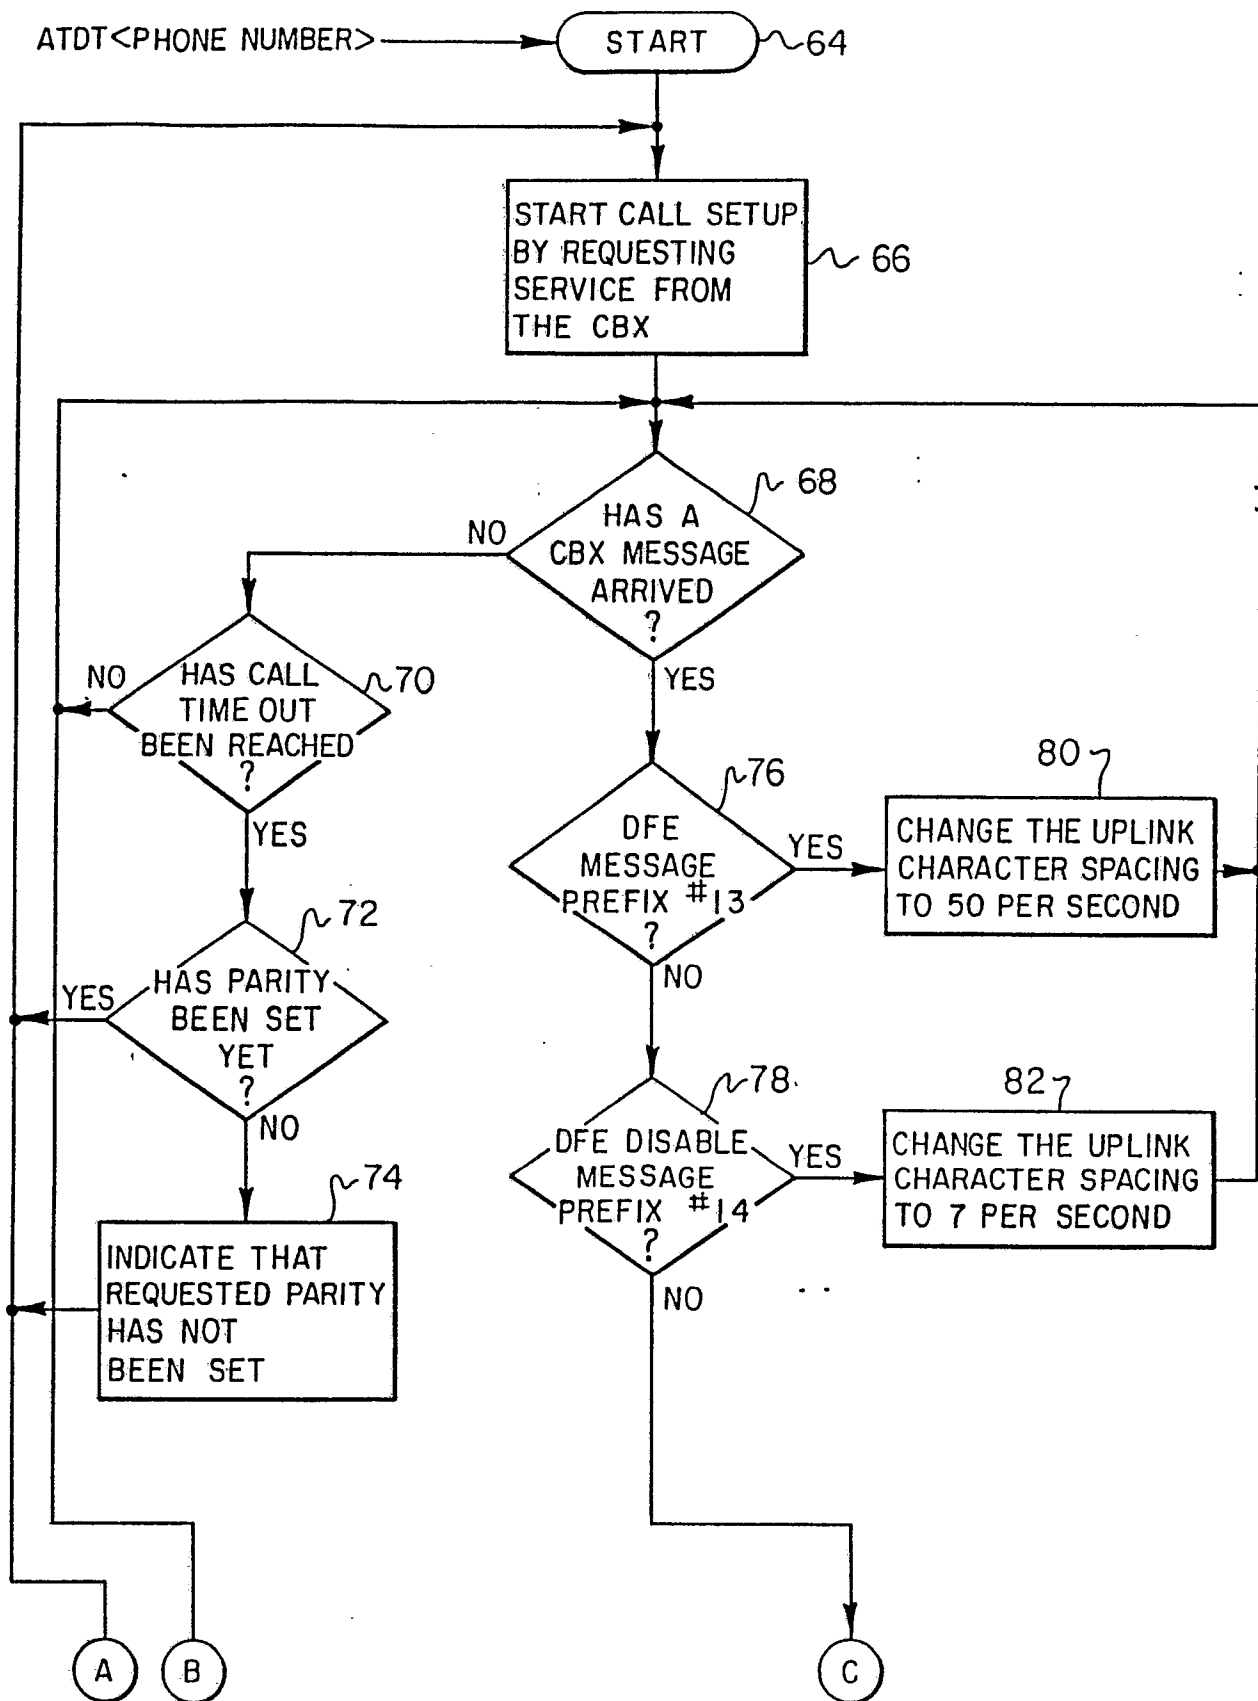 ATDT<PHONE NUMBER>
START
64
START CALL SETUP
BY REQUESTING
SERVICE FROM
THE CBX
66
68
HAS A
CBX MESSAGE
ARRIVED
?
NO
YES
HAS CALL
TIME OUT
BEEN REACHED
?
70
NO
YES
76
DFE
MESSAGE
PREFIX #13
?
YES
NO
80
CHANGE THE UPLINK
CHARACTER SPACING
TO 50 PER SECOND
72
HAS PARITY
BEEN SET
YET
?
YES
NO
78
DFE DISABLE
MESSAGE
PREFIX #14
?
YES
NO
82
CHANGE THE UPLINK
CHARACTER SPACING
TO 7 PER SECOND
74
INDICATE THAT
REQUESTED PARITY
HAS NOT
BEEN SET
A
B
C